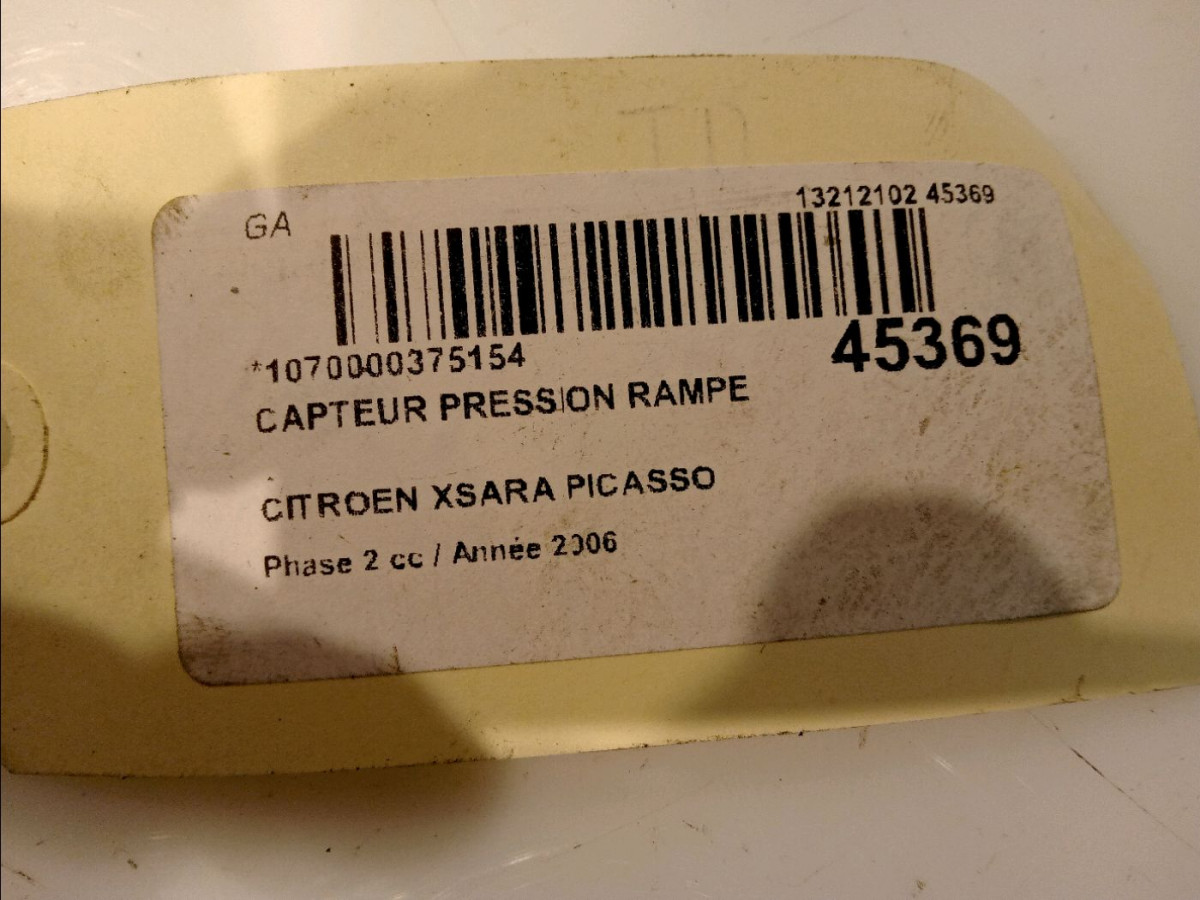 GA
13212102 45369
*1070000375154
45369
CAPTEUR PRESSION RAMPE
CITROEN XSARA PICASSO
Phase 2 cc / Année 2006